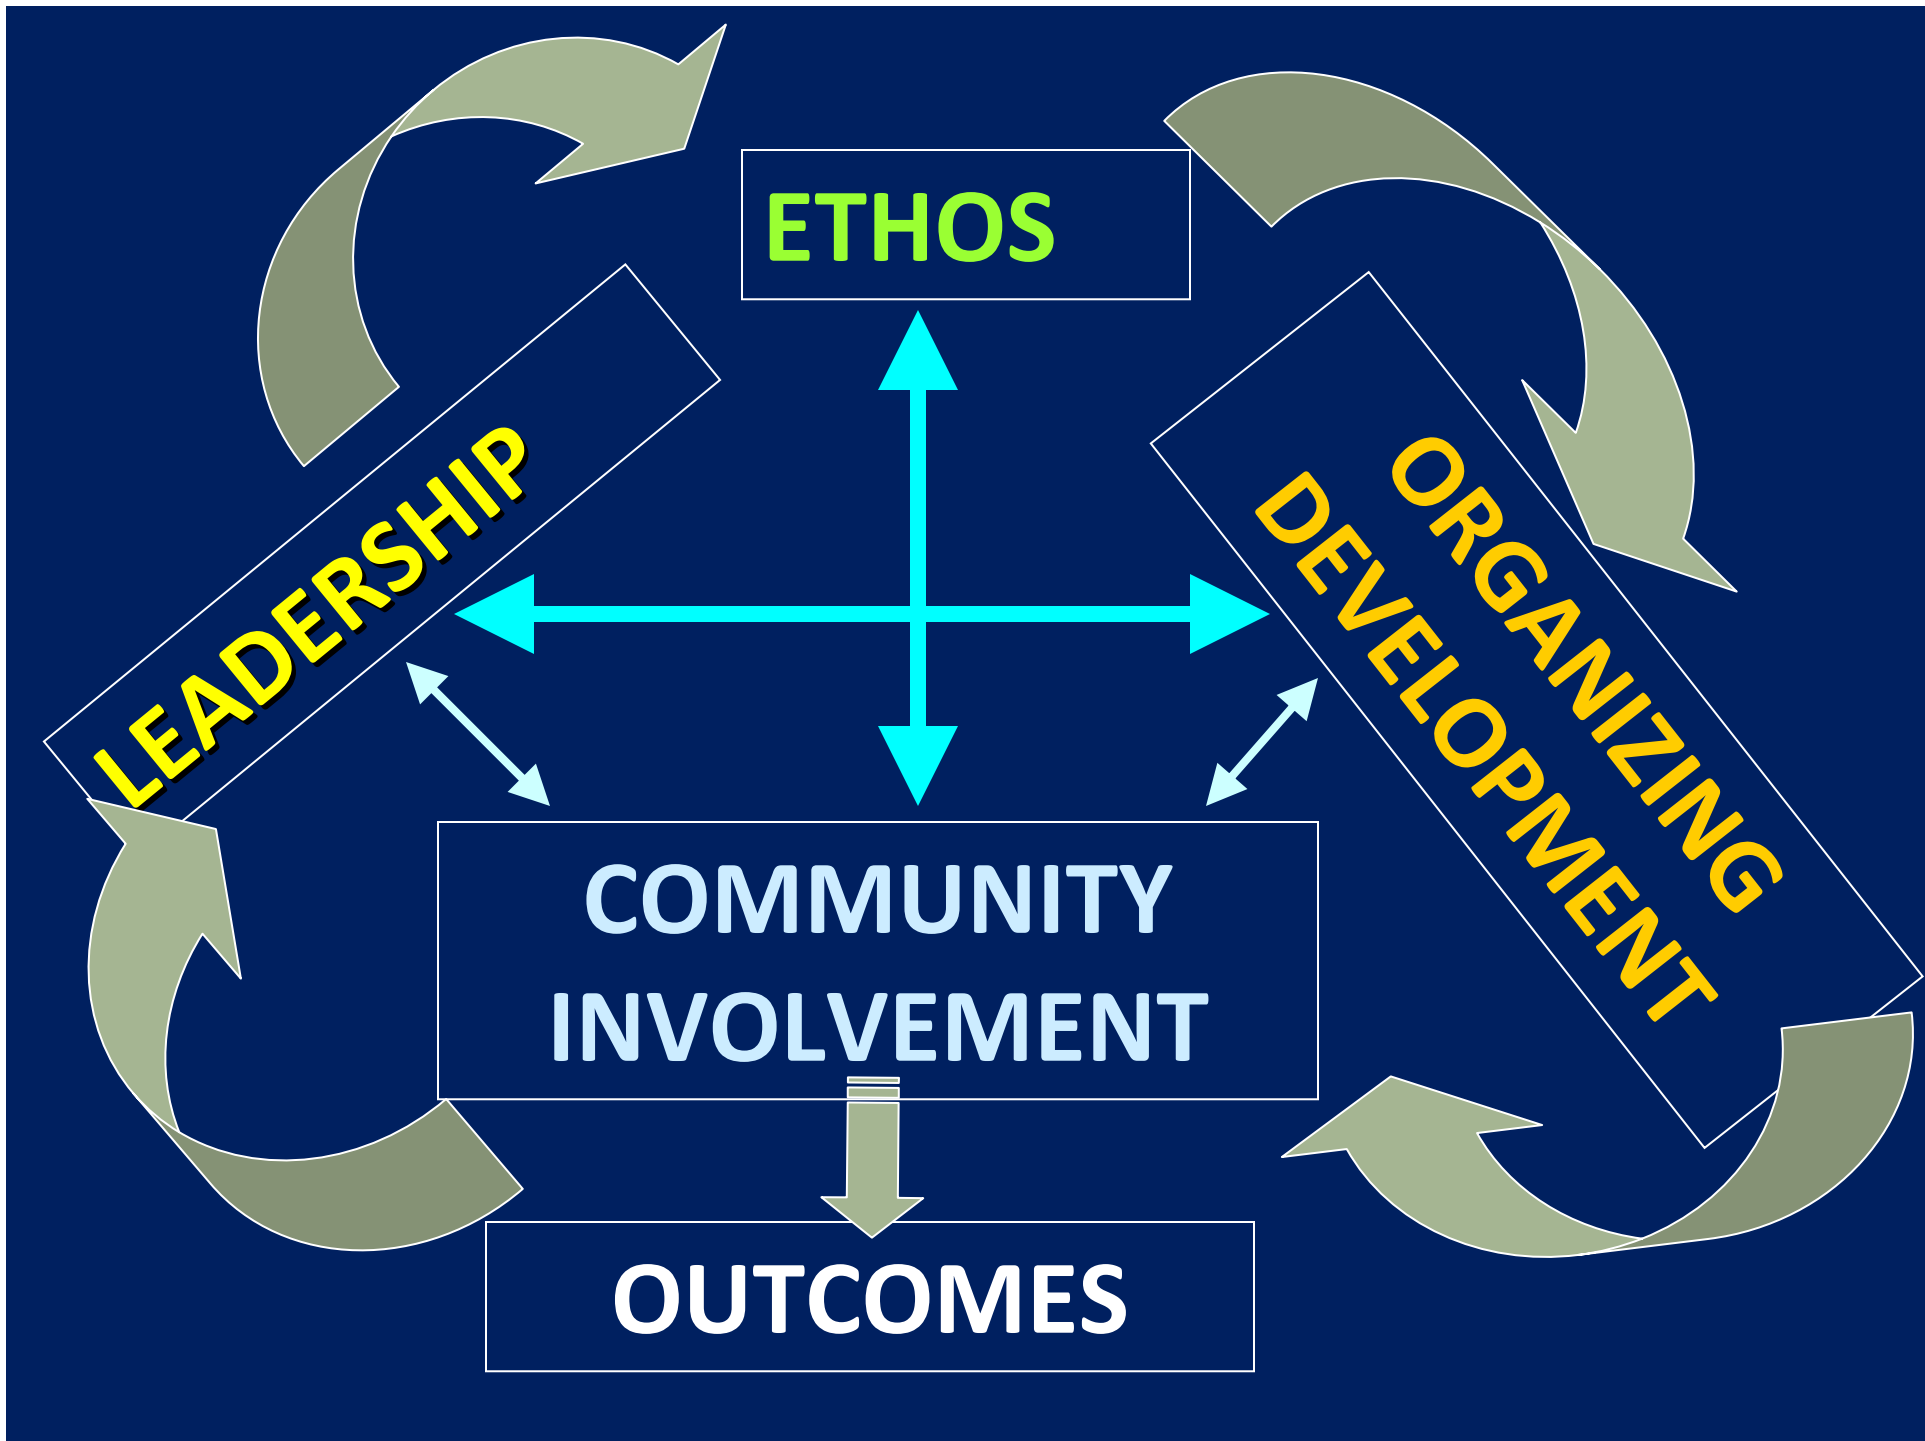 ETHOS
LEADERSHIP
ORGANIZING
DEVELOPMENT
COMMUNITY
INVOLVEMENT
OUTCOMES